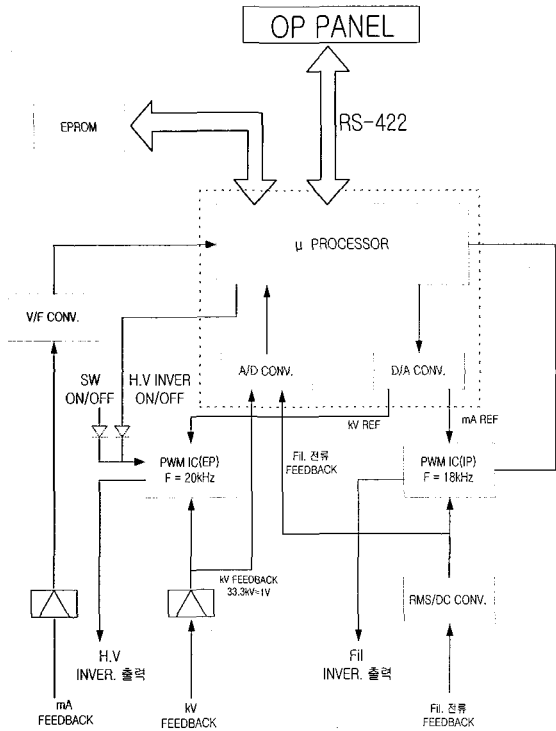 OP PANEL
EPROM
RS-422
μ PROCESSOR
V/F CONV.
A/D CONV.
D/A CONV.
SW
ON/OFF
H.V INVER
ON/OFF
kV REF
mA REF
PWM IC(EP)
F = 20kHz
Fil. 전류
FEEDBACK
PWM IC(IP)
F = 18kHz
kV FEEDBACK
33.3kV=1V
RMS/DC CONV.
H.V
INVER. 출력
Fil
INVER. 출력
mA
FEEDBACK
kV
FEEDBACK
Fil. 전류
FEEDBACK